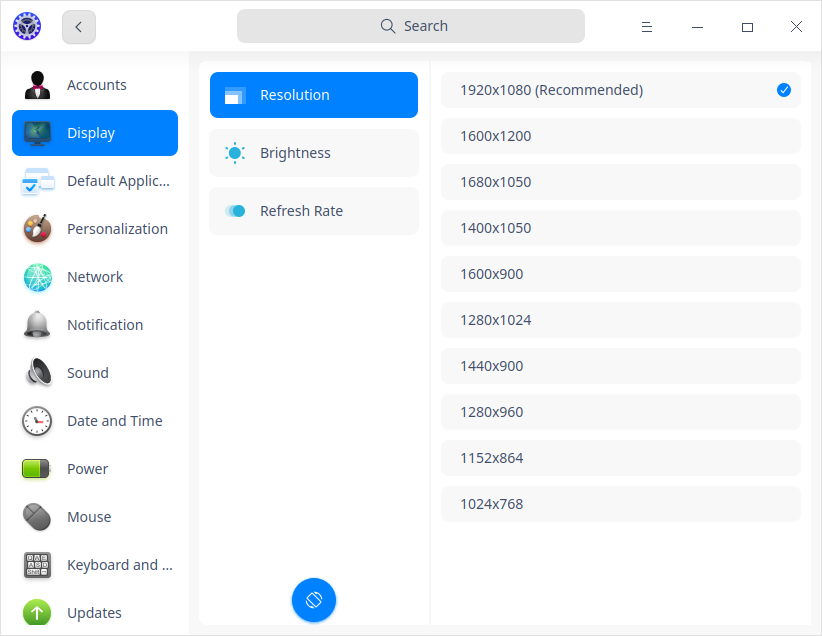 Search
Accounts
Display
Default Applic...
Personalization
Network
Notification
Sound
Date and Time
Power
Mouse
Keyboard and ...
Updates
Resolution
Brightness
Refresh Rate
1920x1080 (Recommended)
1600x1200
1680x1050
1400x1050
1600x900
1280x1024
1440x900
1280x960
1152x864
1024x768